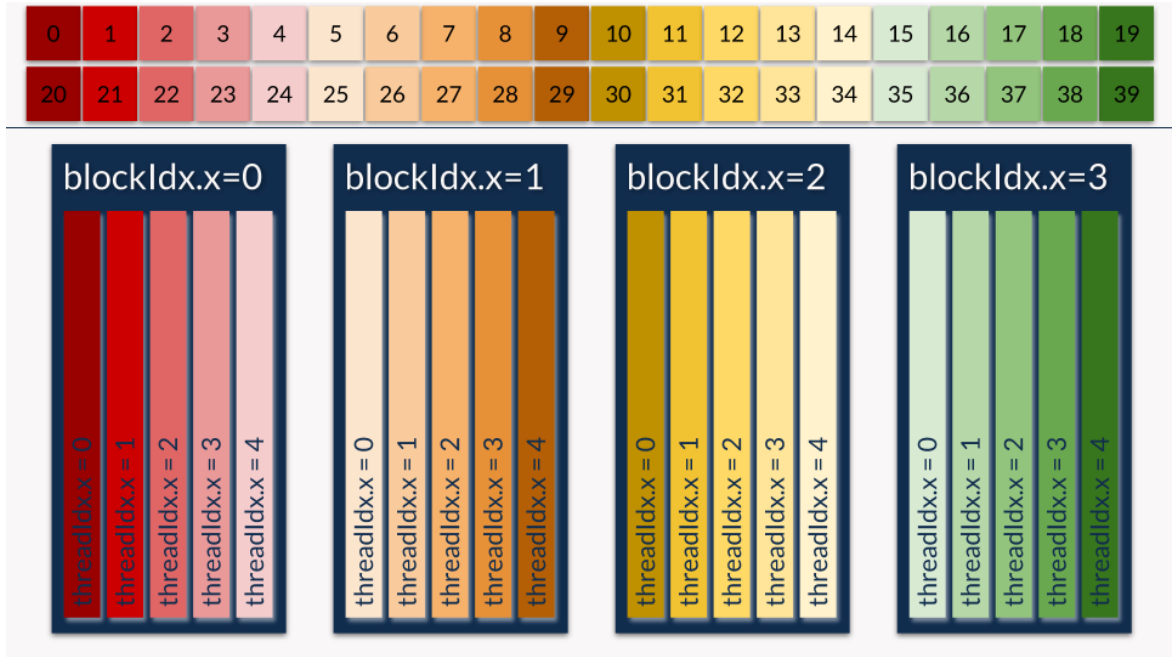 0 1 2 3 4 5 6 7 8 9 10 11 12 13 14 15 16 17 18 19
20 21 22 23 24 25 26 27 28 29 30 31 32 33 34 35 36 37 38 39
blockIdx.x=0
threadIdx.x = 0
threadIdx.x = 1
threadIdx.x = 2
threadIdx.x = 3
threadIdx.x = 4
blockIdx.x=1
threadIdx.x = 0
threadIdx.x = 1
threadIdx.x = 2
threadIdx.x = 3
threadIdx.x = 4
blockIdx.x=2
threadIdx.x = 0
threadIdx.x = 1
threadIdx.x = 2
threadIdx.x = 3
threadIdx.x = 4
blockIdx.x=3
threadIdx.x = 0
threadIdx.x = 1
threadIdx.x = 2
threadIdx.x = 3
threadIdx.x = 4